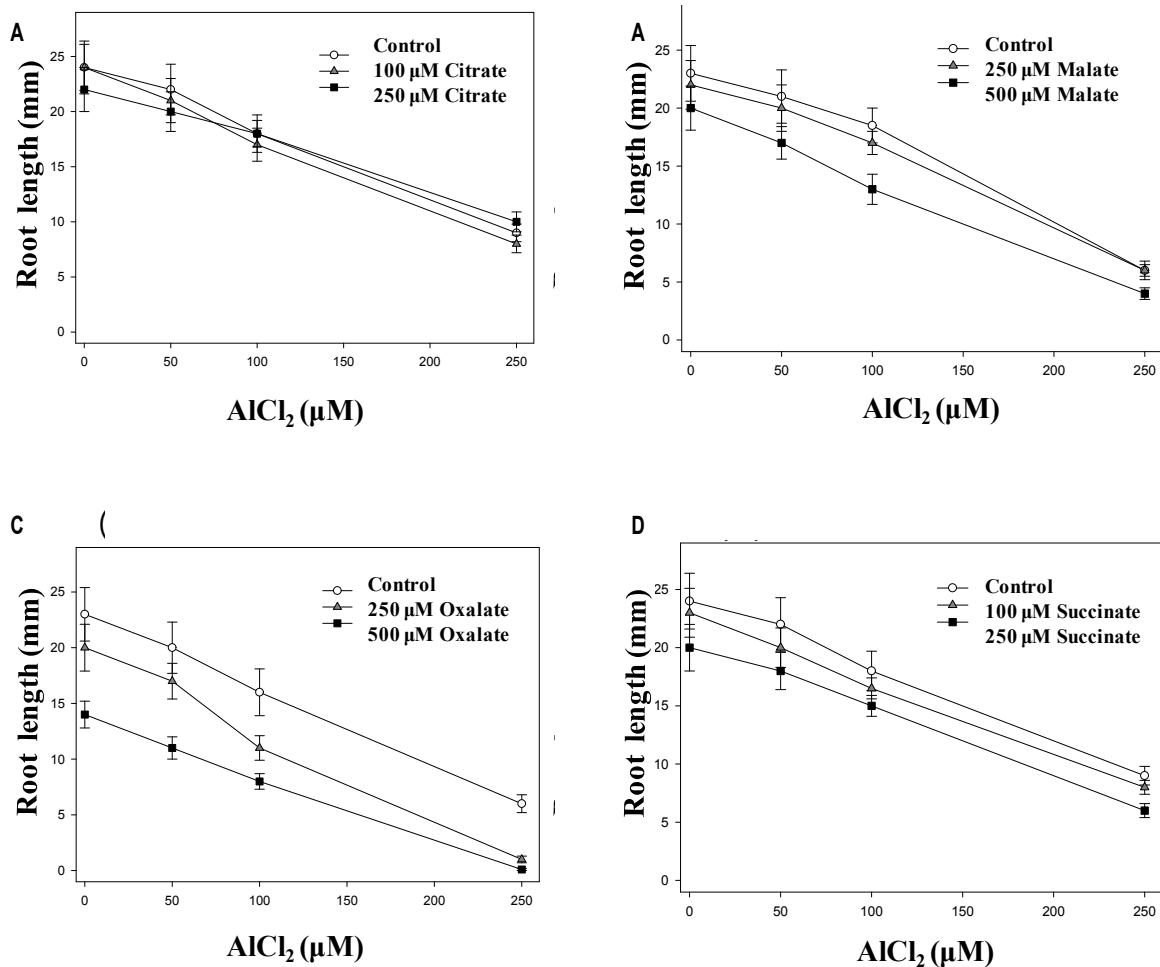 A
Root length (mm)
25
20
15
10
5
0
Control
100 µM Citrate
250 µM Citrate
0 50 100 150 200 250
AlCl₂ (µM)
A
Root length (mm)
25
20
15
10
5
0
Control
250 µM Malate
500 µM Malate
0 50 100 150 200 250
AlCl₂ (µM)
C (
Root length (mm)
25
20
15
10
5
0
Control
250 µM Oxalate
500 µM Oxalate
0 50 100 150 200 250
AlCl₂ (µM)
D
Root length (mm)
25
20
15
10
5
0
Control
100 µM Succinate
250 µM Succinate
0 50 100 150 200 250
AlCl₂ (µM)